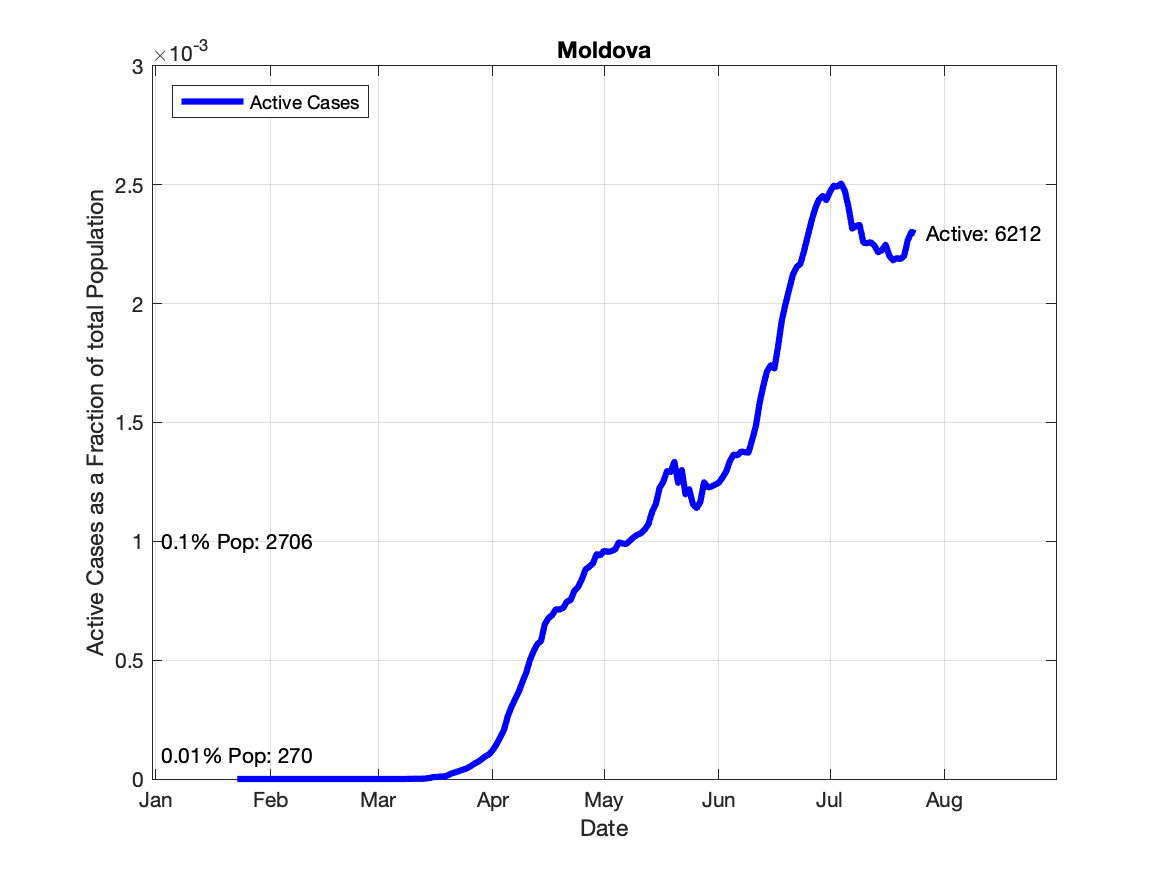 Moldova
×10-3
3
2.5
2
1.5
1
0.5
0
Active Cases
Active: 6212
0.1% Pop: 2706
0.01% Pop: 270
Active Cases as a Fraction of total Population
Jan Feb Mar Apr May Jun Jul Aug
Date